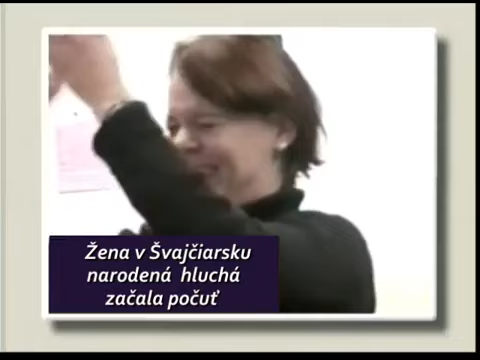 Žena v Švajčiarsku
narodená hluchá
začala počuť